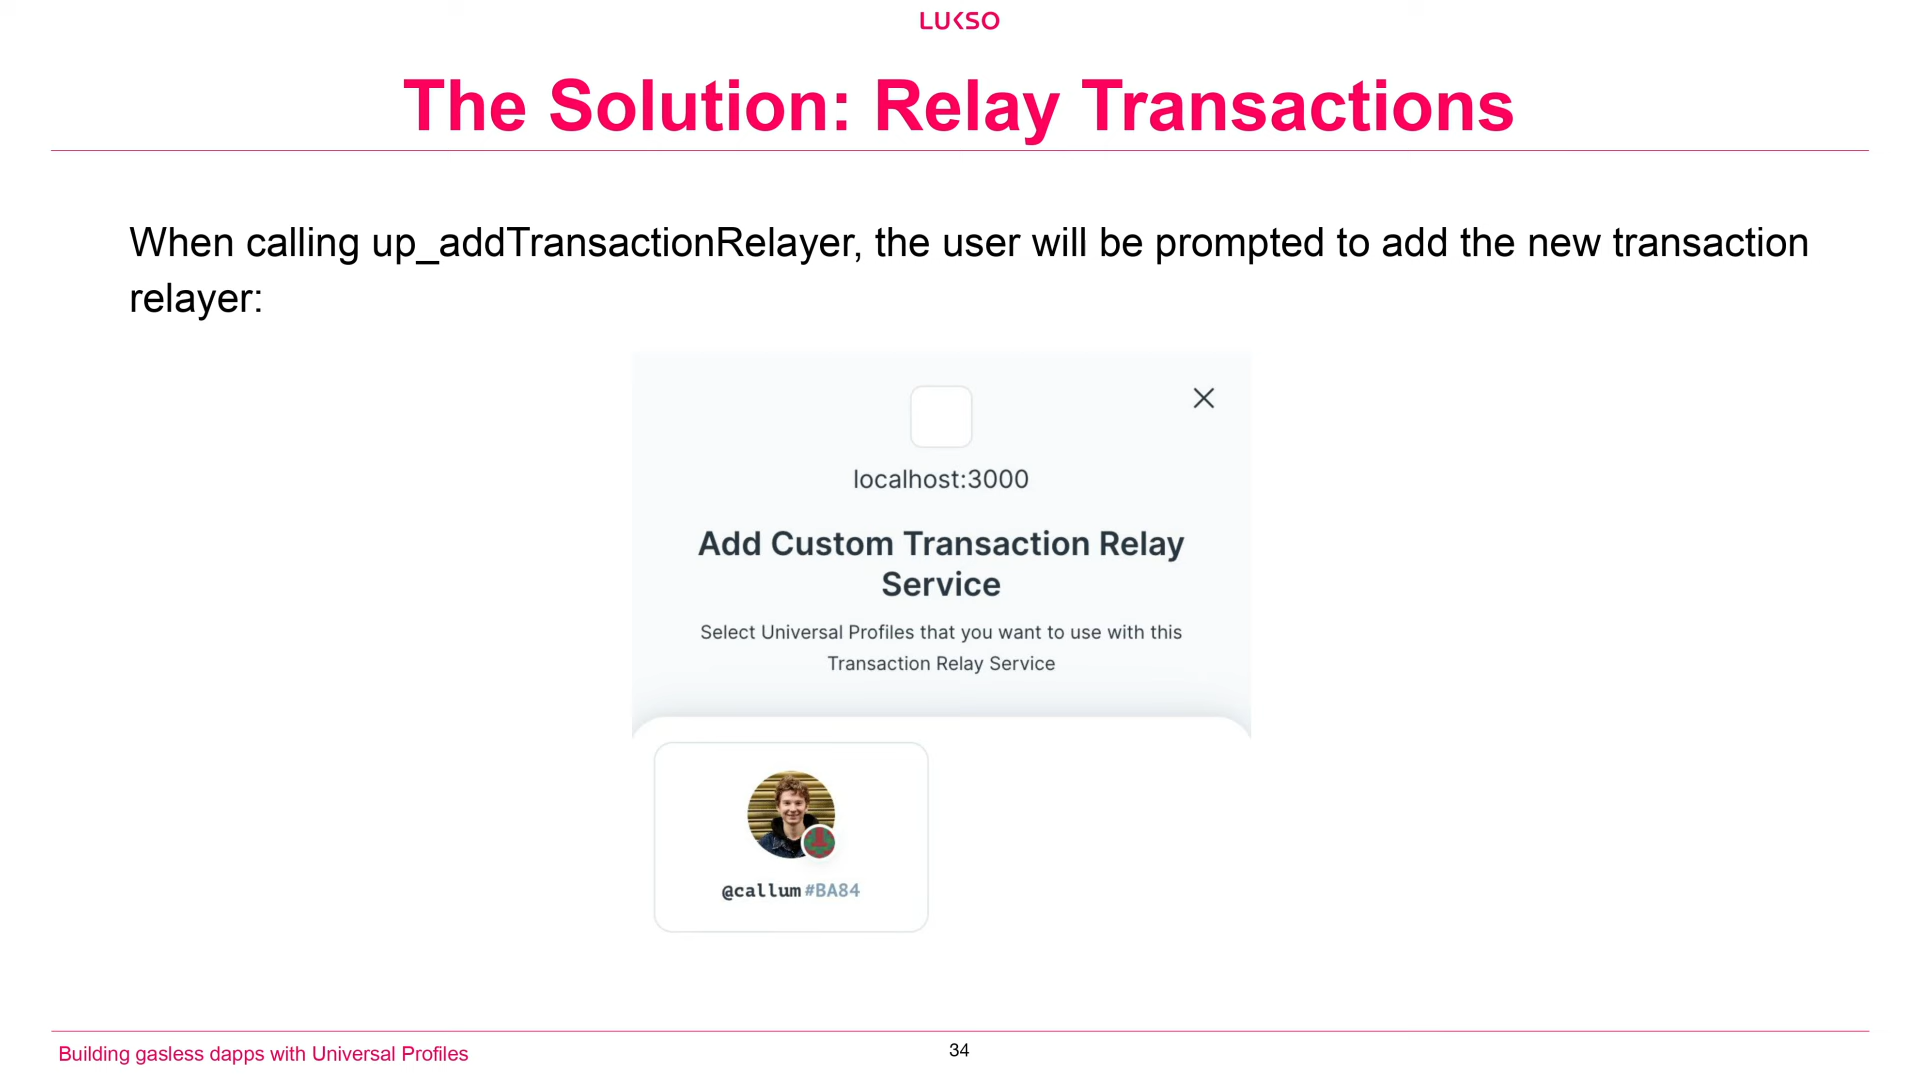 LUKSO
The Solution: Relay Transactions
When calling up_addTransactionRelayer, the user will be prompted to add the new transaction
relayer:
localhost:3000
Add Custom Transaction Relay
Service
Select Universal Profiles that you want to use with this
Transaction Relay Service
@callum#BA84
Building gasless dapps with Universal Profiles
34